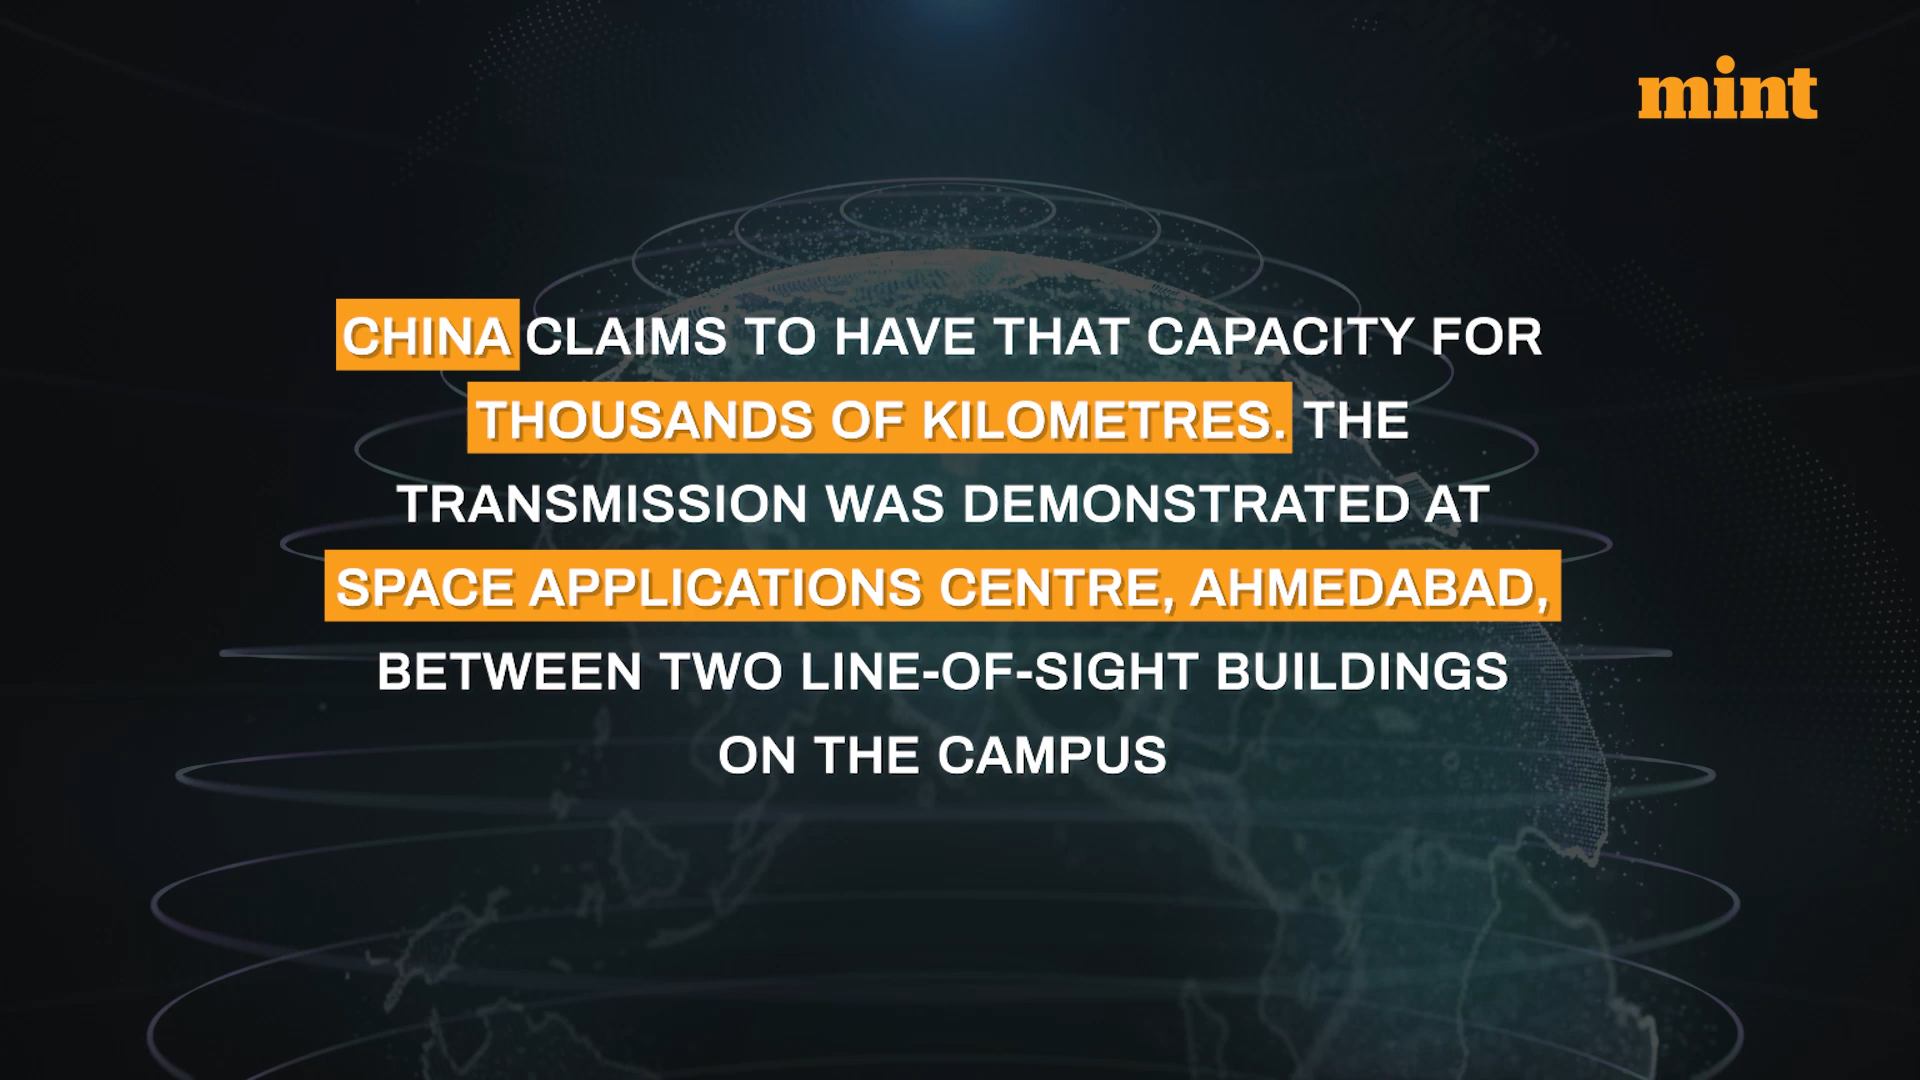 mint
CHINA CLAIMS TO HAVE THAT CAPACITY FOR
THOUSANDS OF KILOMETRES. THE
TRANSMISSION WAS DEMONSTRATED AT
SPACE APPLICATIONS CENTRE, AHMEDABAD,
BETWEEN TWO LINE-OF-SIGHT BUILDINGS
ON THE CAMPUS